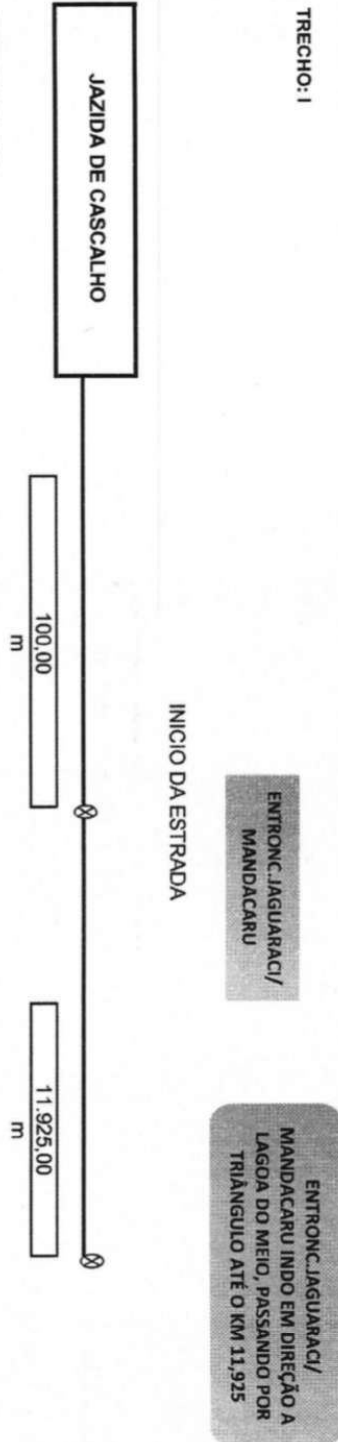 TRECHO: I
ENTRONC.JAGUARACI/
MANDACARU
ENTRONC.JAGUARACI/
MANDACARU INDO EM DIREÇÃO A
LAGOA DO MEIO, PASSANDO POR
TRIÂNGULO ATÉ O KM 11,925
INICIO DA ESTRADA
JAZIDA DE CASCALHO
100,00
m
11.925,00
m